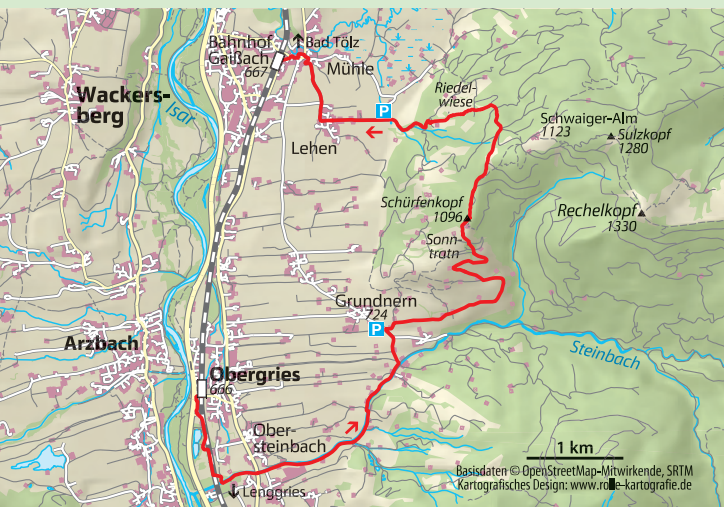 Bahnhof
Gaißach
667
↑ Bad Tölz
Mühle
Wackers-
berg
Isar
P
Riedel-
wiese
Schwaiger-Alm
1123
Sulzkopf
1280
Lehen
Schürfenkopf
1096
Rechelkopf
1330
Sonn-
tratn
Grundnern
724
P
Arzbach
Steinbach
Obergries
666
Ober-
steinbach
↓ Lenggries
1 km
Basisdaten © OpenStreetMap-Mitwirkende, SRTM
Kartografisches Design: www.rolle-kartografie.de